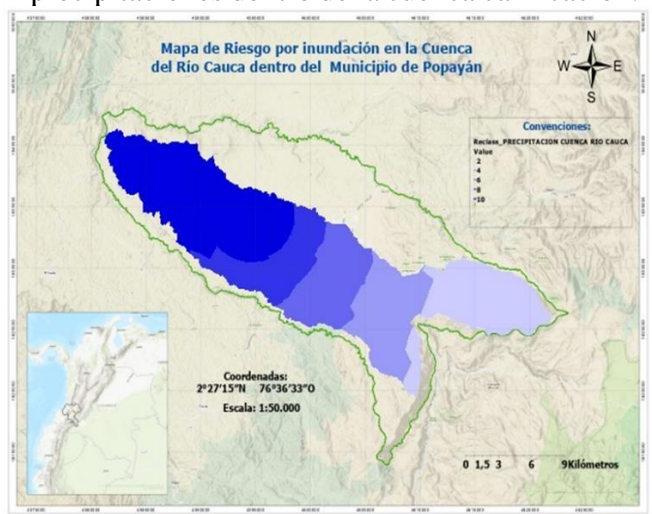 Mapa de Riesgo por inundación en la Cuenca
del Río Cauca dentro del Municipio de Popayán
N
W E
S
Convenciones:
Reclass_PRECIPITACION CUENCA RIO CAUCA
Value
2
4
6
8
10
Coordenadas:
2°27'15"N 76°36'33"O
Escala: 1:50.000
0 1,5 3 6 9Kilómetros